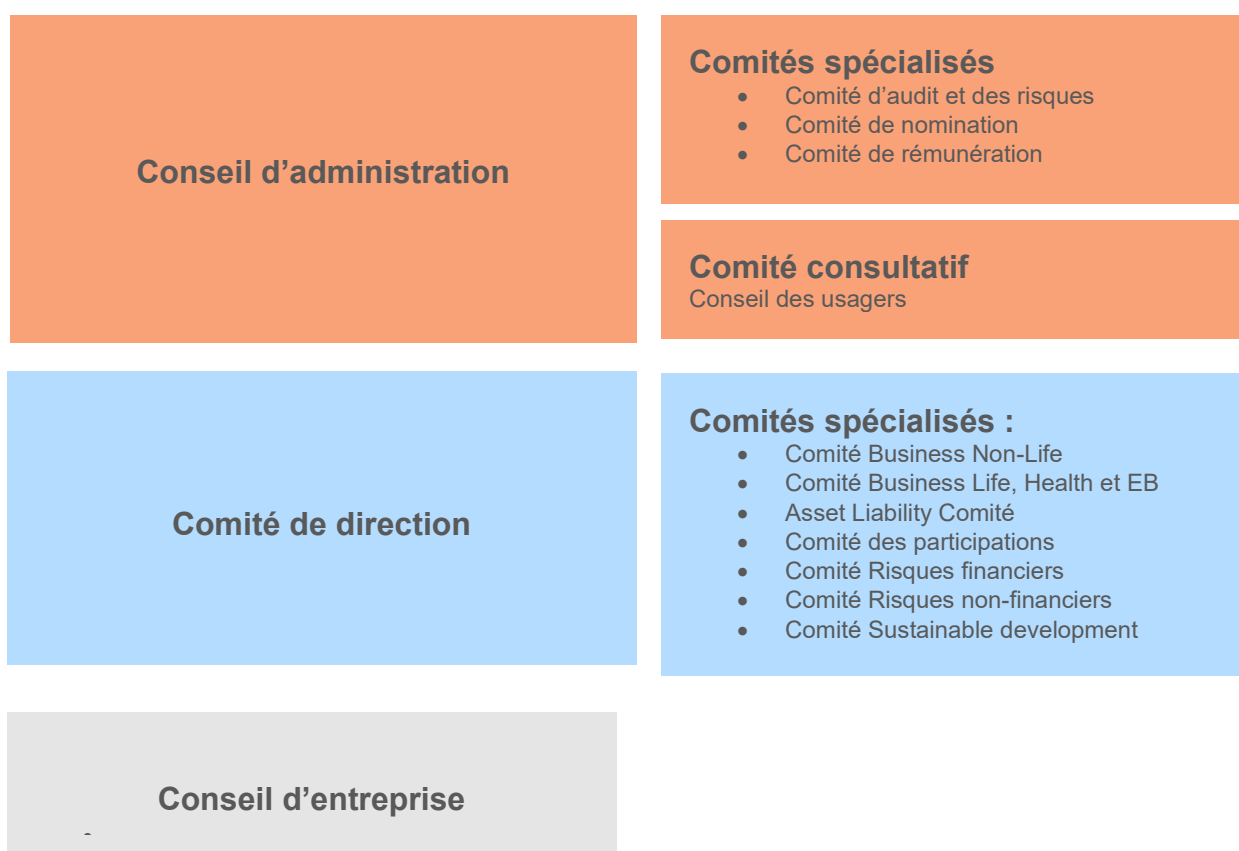 Conseil d’administration
Comités spécialisés
• Comité d’audit et des risques
• Comité de nomination
• Comité de rémunération
Comité consultatif
Conseil des usagers
Comité de direction
Comités spécialisés :
• Comité Business Non-Life
• Comité Business Life, Health et EB
• Asset Liability Comité
• Comité des participations
• Comité Risques financiers
• Comité Risques non-financiers
• Comité Sustainable development
Conseil d’entreprise